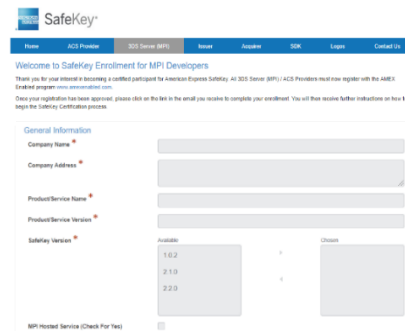 AMERICAN EXPRESS SafeKey
Home ACS Provider 3DS Server (MPI) Issuer Acquirer SDK Logos Contact Us
Welcome to SafeKey Enrollment for MPI Developers
Thank you for your interest in becoming a certified participant for American Express SafeKey. All 3DS Server (MPI) / ACS Providers must now register with the AMEX
Enabled program www.amexenabled.com.
Once your registration has been approved, please click on the link in the email you receive to complete your enrollment. You will then receive further instructions on how to
begin the SafeKey Certification process.
General Information
Company Name *
Company Address *
Product/Service Name *
Product/Service Version *
SafeKey Version * Available Chosen
1.0.2
2.1.0
2.2.0
MPI Hosted Service (Check For Yes)